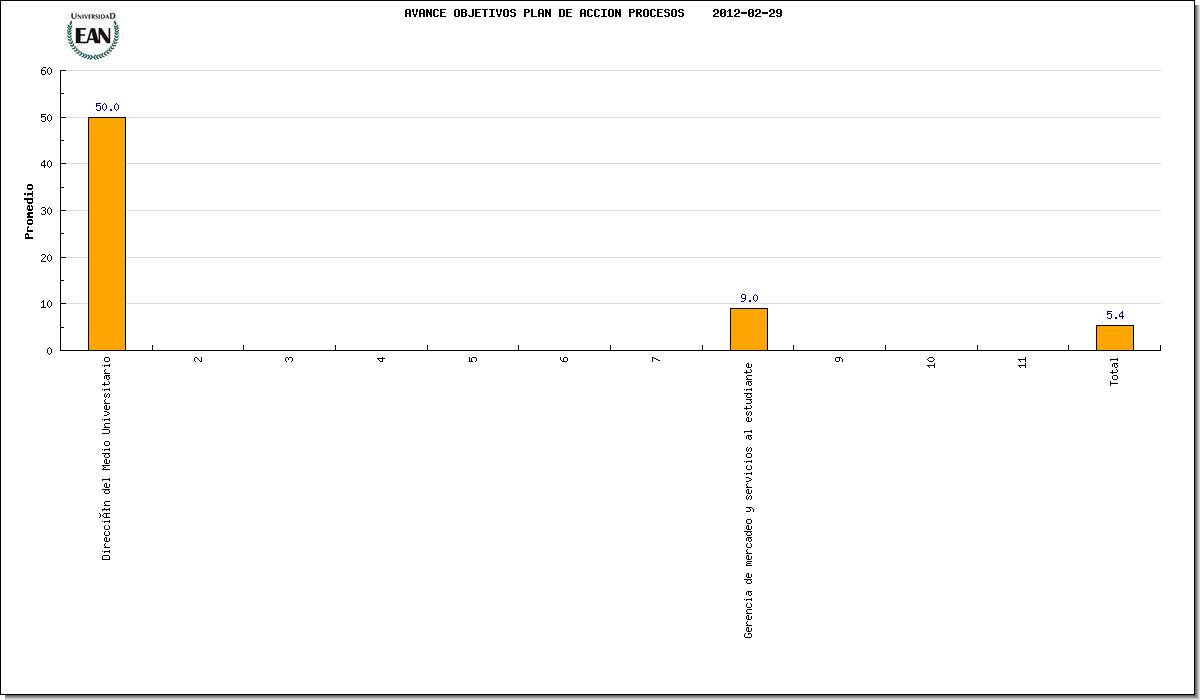 AVANCE OBJETIVOS PLAN DE ACCION PROCESOS 2012-02-29
UNIVERSIDAD
EAN
Promedio
60
50
40
30
20
10
0
50.0
9.0
5.4
DirecciÃłn del Medio Universitario
2
3
4
5
6
7
Gerencia de mercadeo y servicios al estudiante
9
10
11
Total